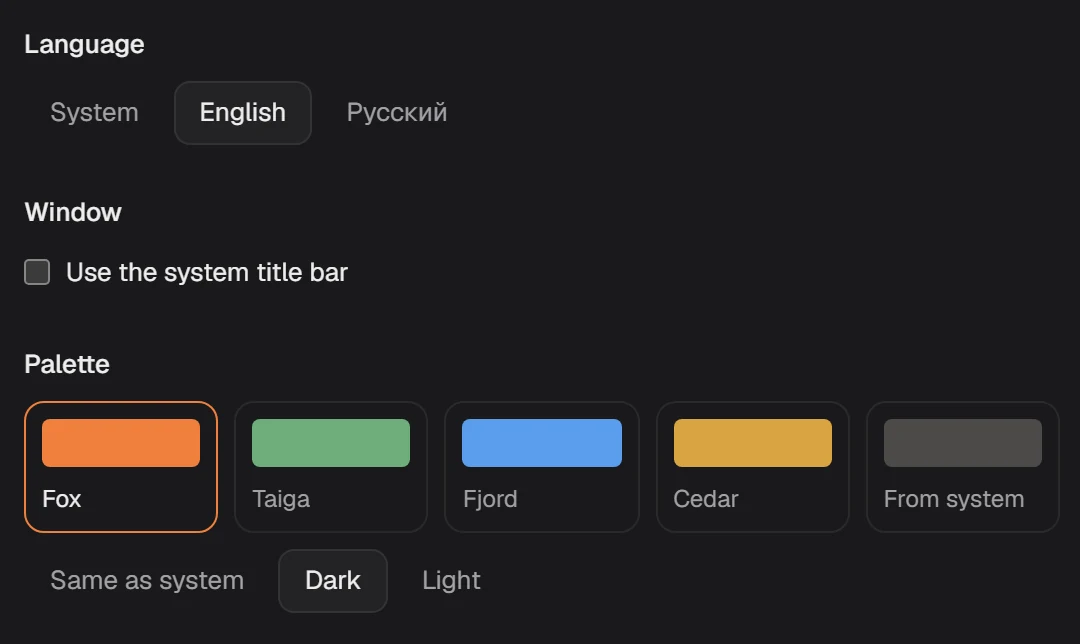 Language
System English Русский
Window
Use the system title bar
Palette
Fox Taiga Fjord Cedar From system
Same as system Dark Light